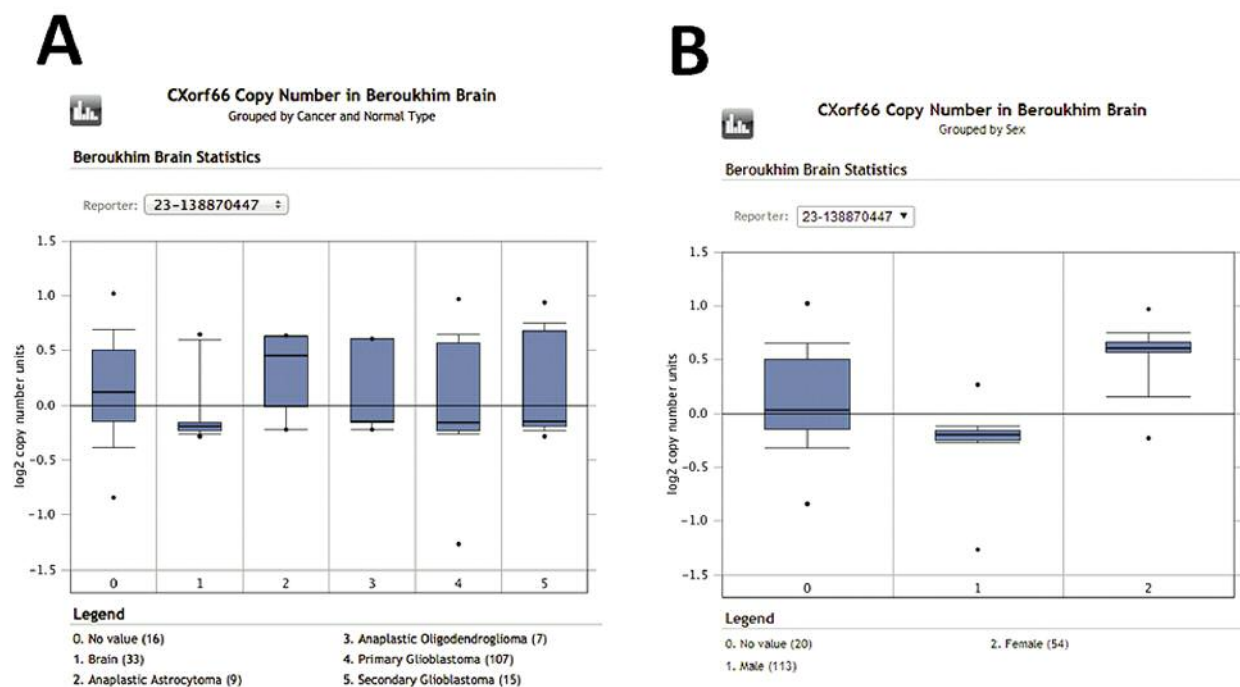 A
CXorf66 Copy Number in Beroukhim Brain
Grouped by Cancer and Normal Type
Beroukhim Brain Statistics
Reporter: 23-138870447
log2 copy number units
1.5
1.0
0.5
0.0
-0.5
-1.0
-1.5
0 1 2 3 4 5
Legend
0. No value (16)
1. Brain (33)
2. Anaplastic Astrocytoma (9)
3. Anaplastic Oligodendroglioma (7)
4. Primary Glioblastoma (107)
5. Secondary Glioblastoma (15)
B
CXorf66 Copy Number in Beroukhim Brain
Grouped by Sex
Beroukhim Brain Statistics
Reporter: 23-138870447
log2 copy number units
1.5
1.0
0.5
0.0
-0.5
-1.0
-1.5
0 1 2
Legend
0. No value (20)
1. Male (113)
2. Female (54)